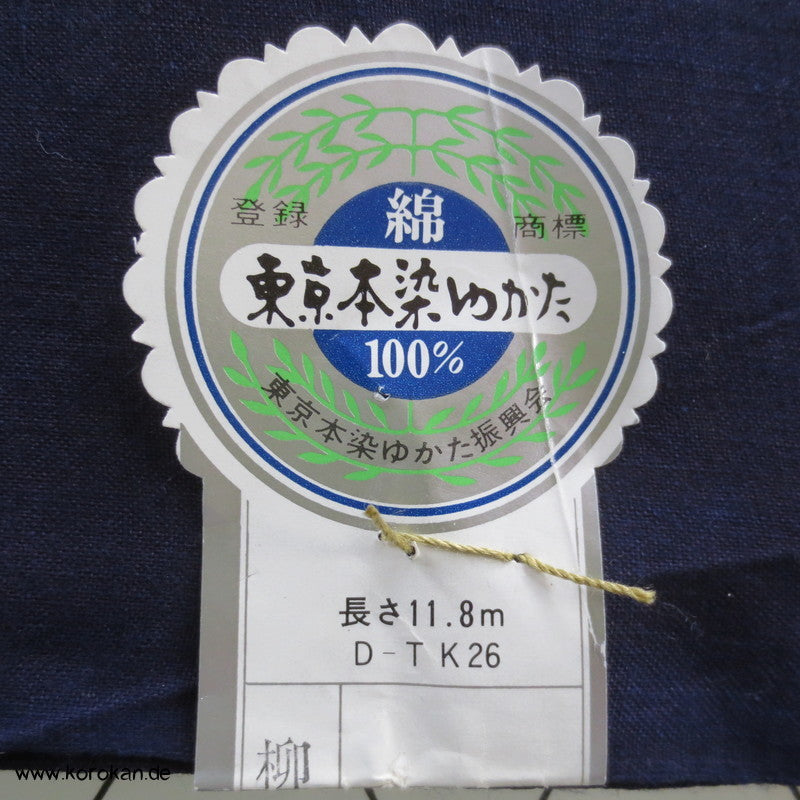 綿
登録 商標
東京本染ゆかた
100%
東京本染ゆかた振興会
長さ11.8m
D-TK26
柳
www.korokan.de